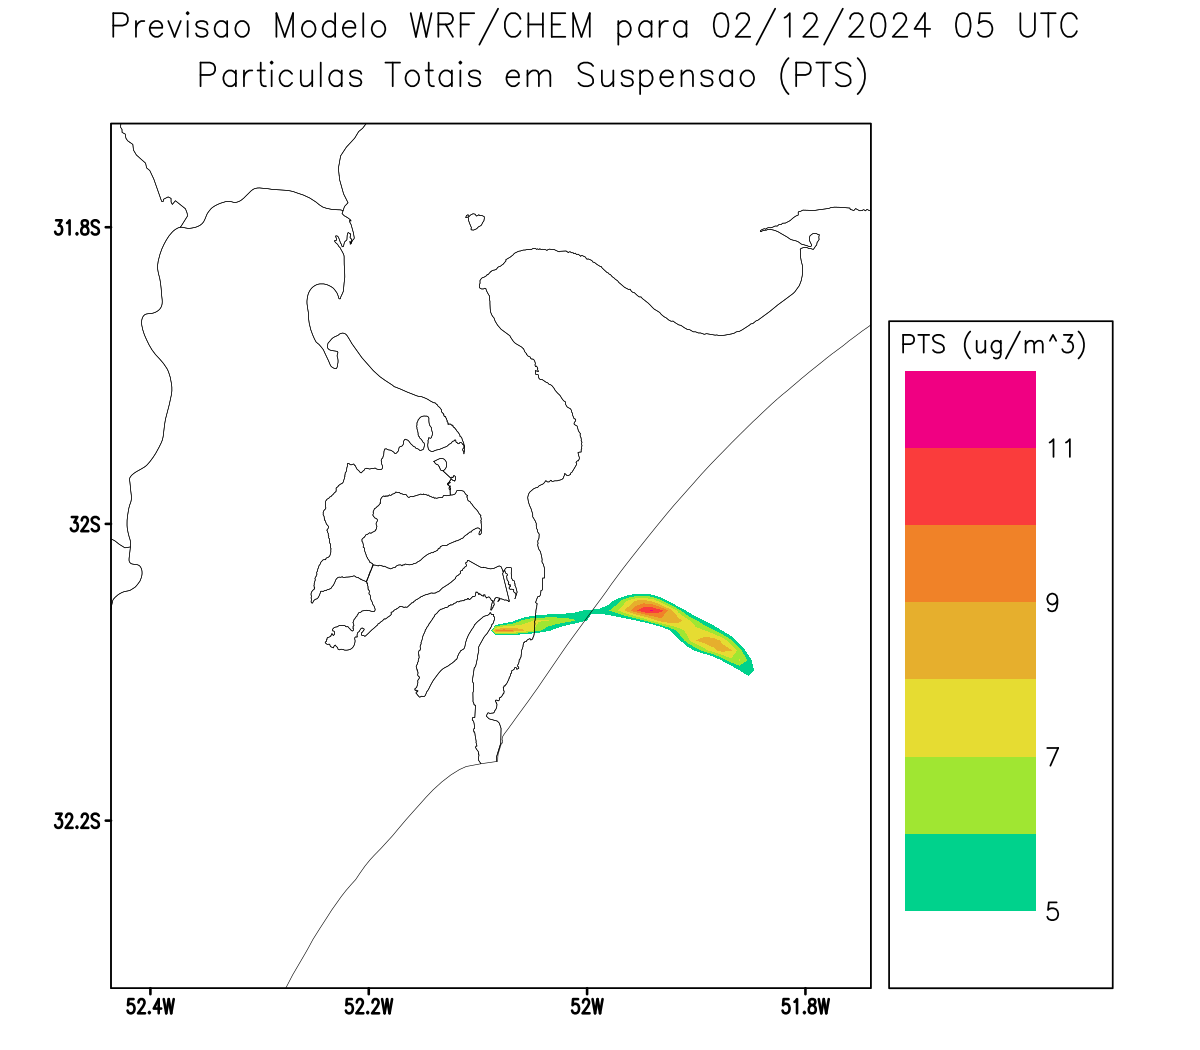 Previsao Modelo WRF/CHEM para 02/12/2024 05 UTC
Particulas Totais em Suspensao (PTS)
31.8S
32S
32.2S
52.4W 52.2W 52W 51.8W
PTS (ug/m^3)
11
9
7
5